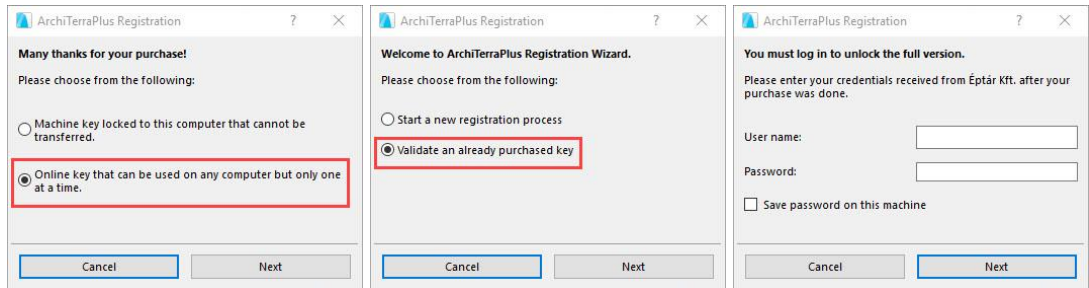 ArchiTerraPlus Registration
Many thanks for your purchase!
Please choose from the following:
Machine key locked to this computer that cannot be
transferred.
Online key that can be used on any computer but only one
at a time.
Cancel
Next
ArchiTerraPlus Registration
Welcome to ArchiTerraPlus Registration Wizard.
Please choose from the following:
Start a new registration process
Validate an already purchased key
Cancel
Next
ArchiTerraPlus Registration
You must log in to unlock the full version.
Please enter your credentials received from Éptár Kft. after your
purchase was done.
User name:
Password:
Save password on this machine
Cancel
Next